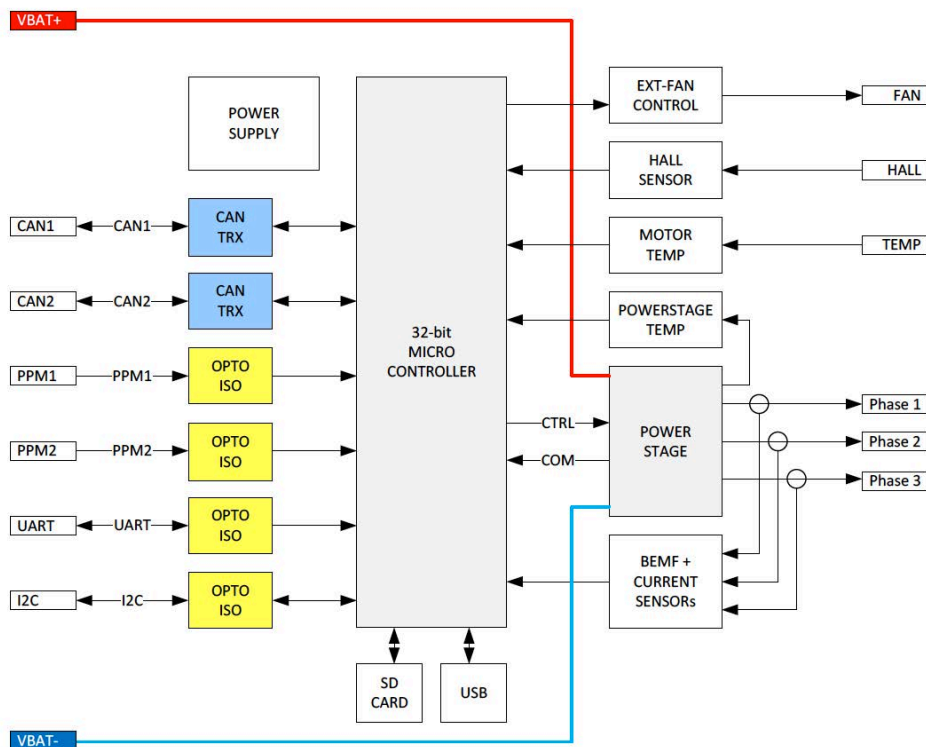 VBAT+
POWER
SUPPLY
EXT-FAN
CONTROL
FAN
HALL
SENSOR
HALL
CAN1
CAN1
CAN
TRX
MOTOR
TEMP
TEMP
CAN2
CAN2
CAN
TRX
POWERSTAGE
TEMP
32-bit
MICRO
CONTROLLER
PPM1
PPM1
OPTO
ISO
CTRL
COM
POWER
STAGE
Phase 1
Phase 2
Phase 3
PPM2
PPM2
OPTO
ISO
UART
UART
OPTO
ISO
BEMF +
CURRENT
SENSORs
I2C
I2C
OPTO
ISO
SD
CARD
USB
VBAT-